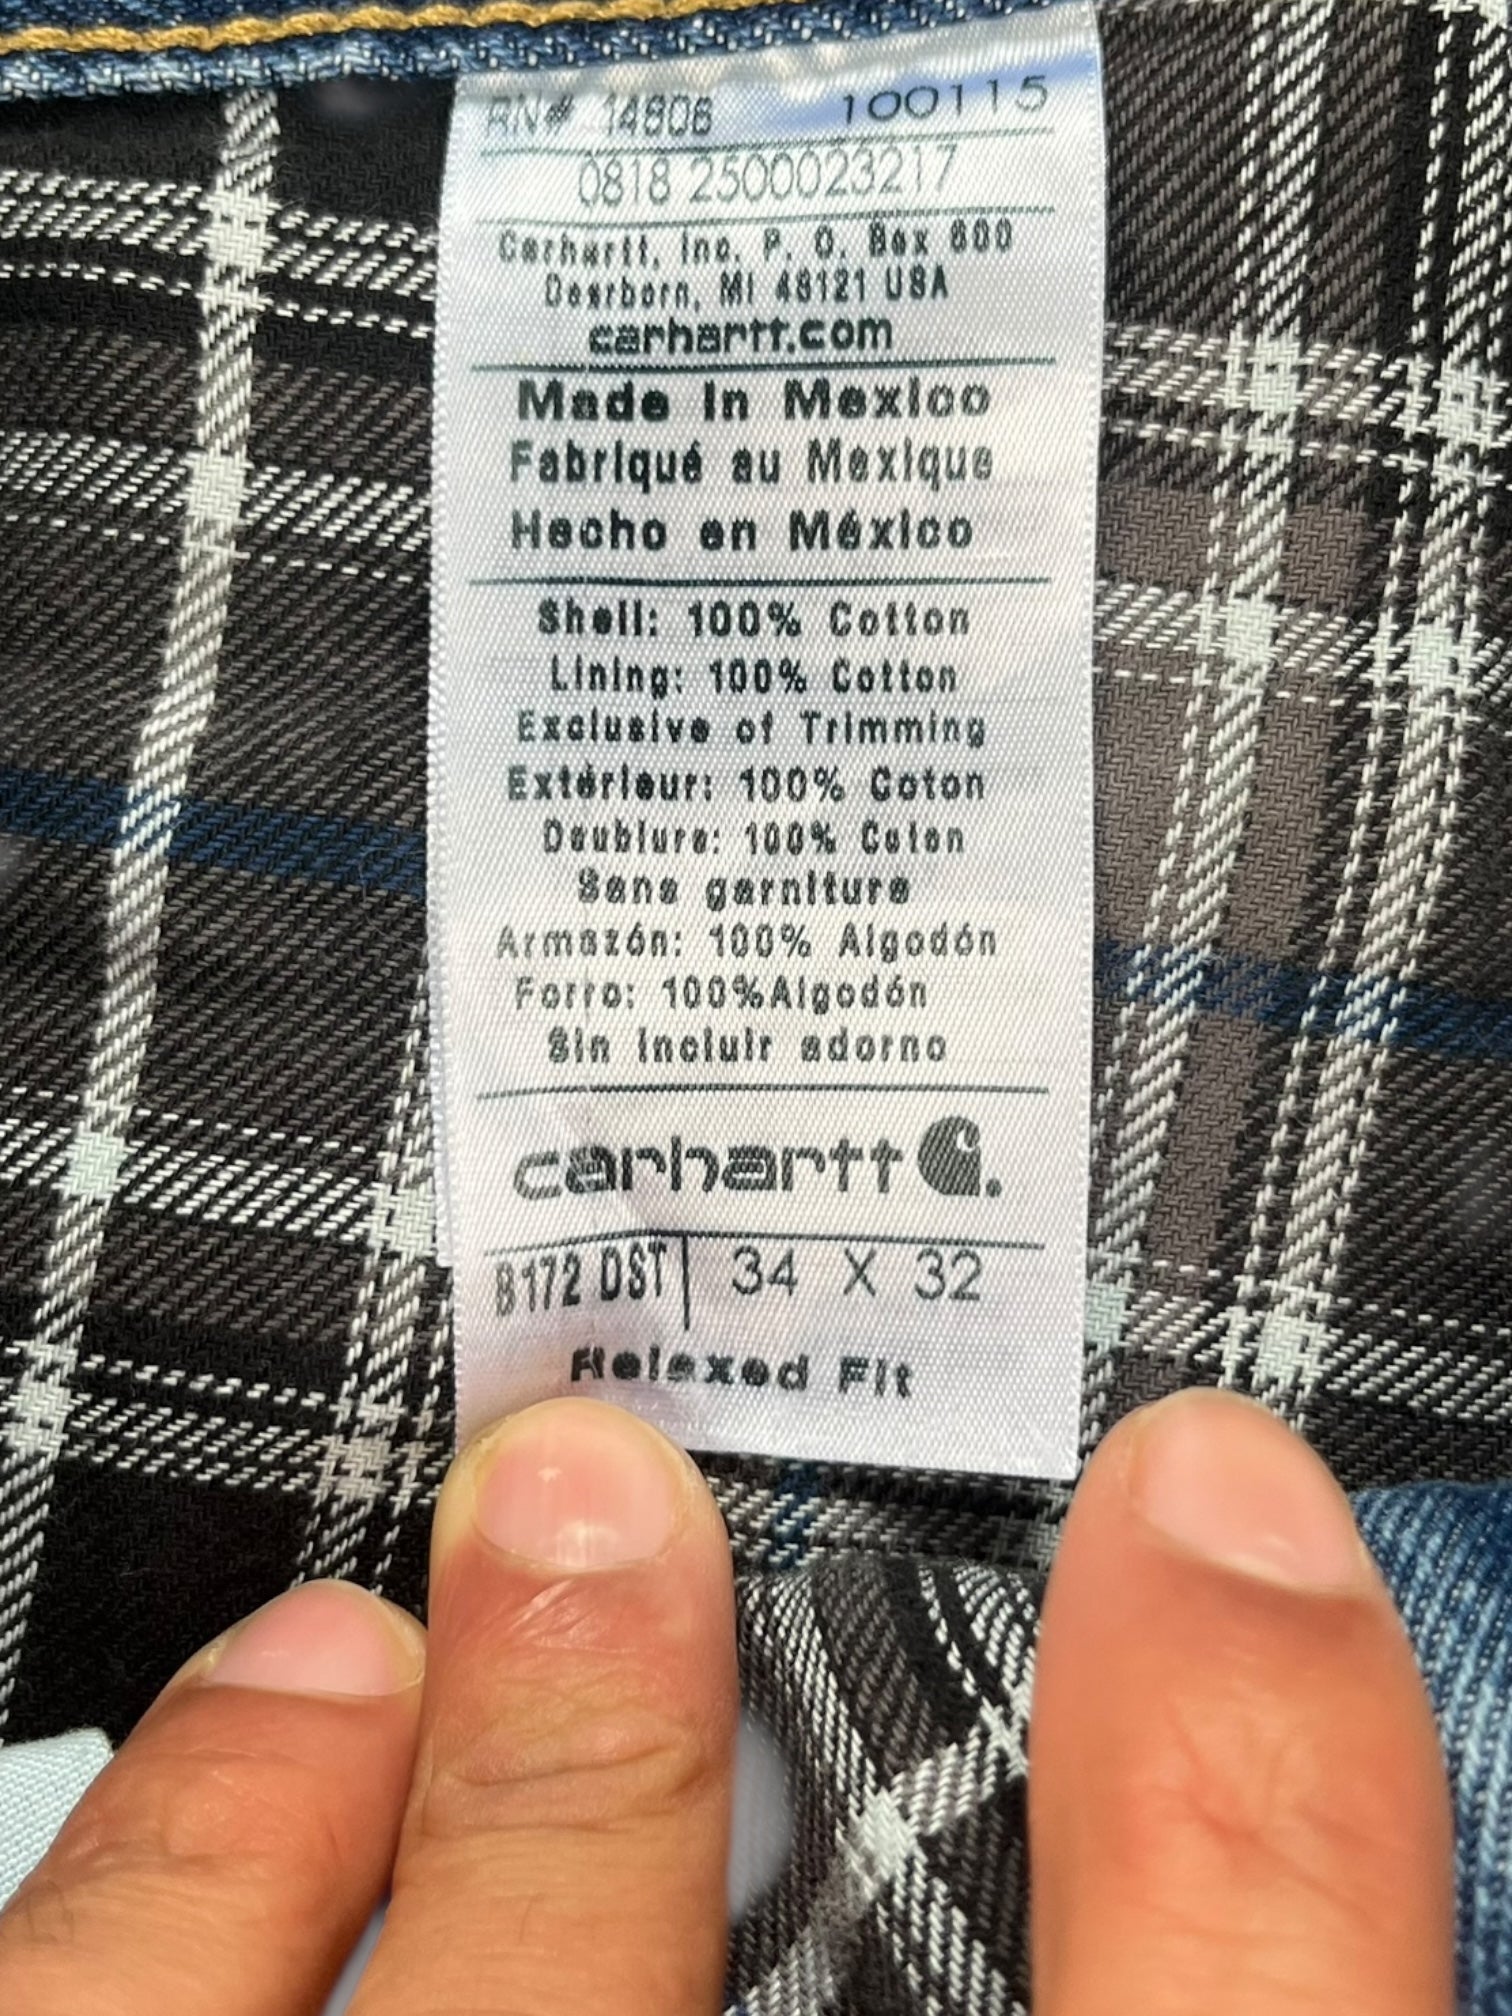 RN# 14806 100115
0818 2500023217
Carhartt, Inc. P. O. Box 600
Dearborn, MI 48121 USA
carhartt.com
Made in Mexico
Fabriqué au Mexique
Hecho en México
Shell: 100% Cotton
Lining: 100% Cotton
Exclusive of Trimming
Extérieur: 100% Coton
Doublure: 100% Coton
Sans garniture
Armazón: 100% Algodón
Forro: 100%Algodón
Sin incluir adorno
carhartt
B172 DST 34 X 32
Relaxed Fit